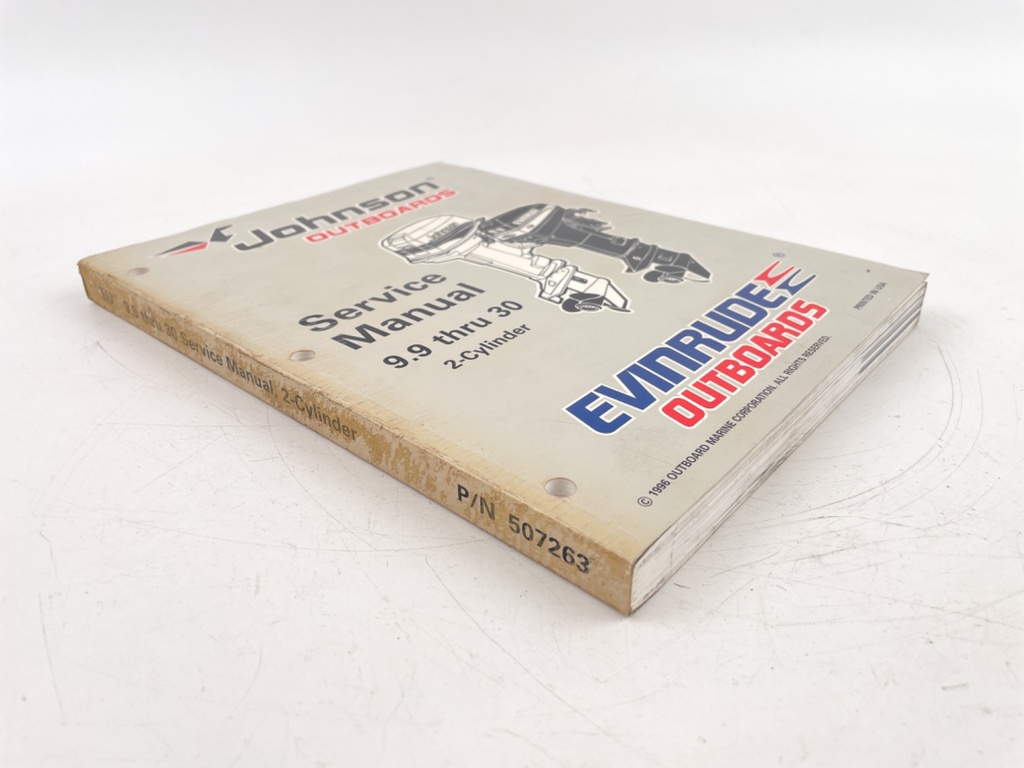 Johnson®
OUTBOARDS
Service
Manual
9.9 thru 30
2-Cylinder
EVINRUDE®
OUTBOARDS
© 1996 OUTBOARD MARINE CORPORATION. ALL RIGHTS RESERVED.
PRINTED IN USA
9.9 thru 30 Service Manual, 2-Cylinder
P/N 507263